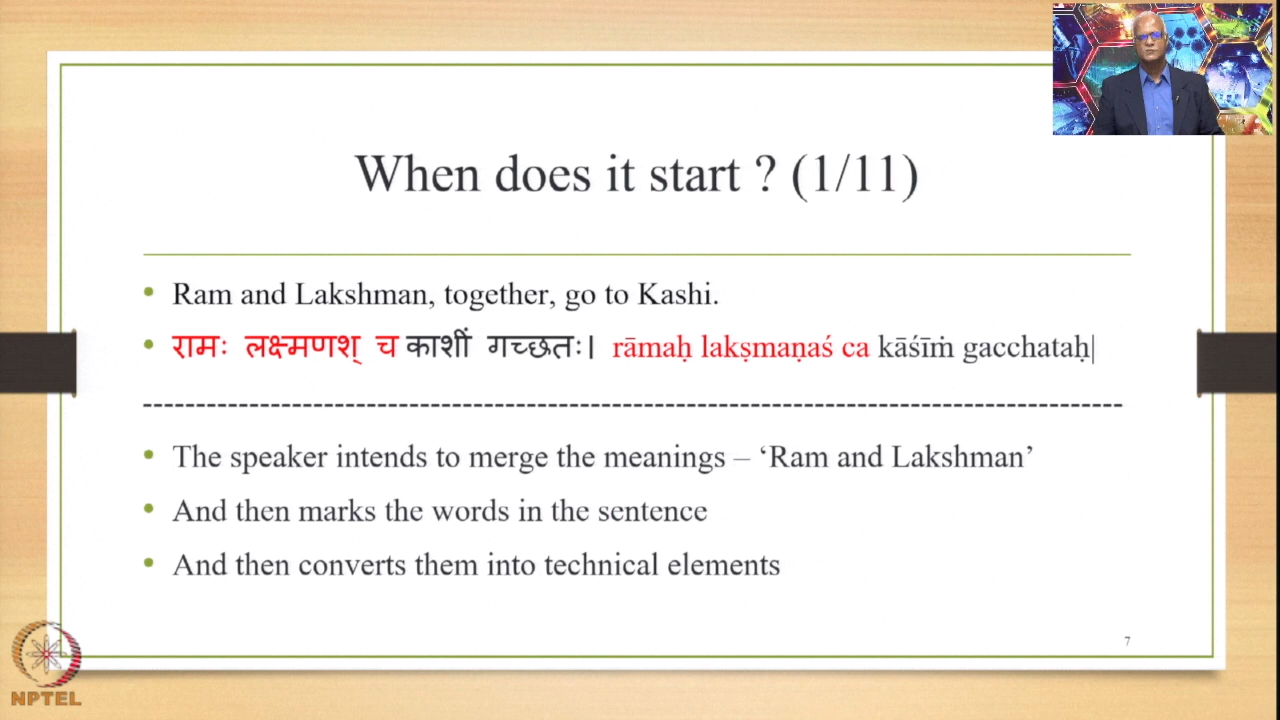 When does it start ? (1/11)
• Ram and Lakshman, together, go to Kashi.
• रामः लक्ष्मणश् च काशीं गच्छतः। rāmaḥ lakṣmaṇaś ca kāśīṁ gacchataḥ|
--------------------------------------------------------------------------------
• The speaker intends to merge the meanings – ‘Ram and Lakshman’
• And then marks the words in the sentence
• And then converts them into technical elements
7
NPTEL